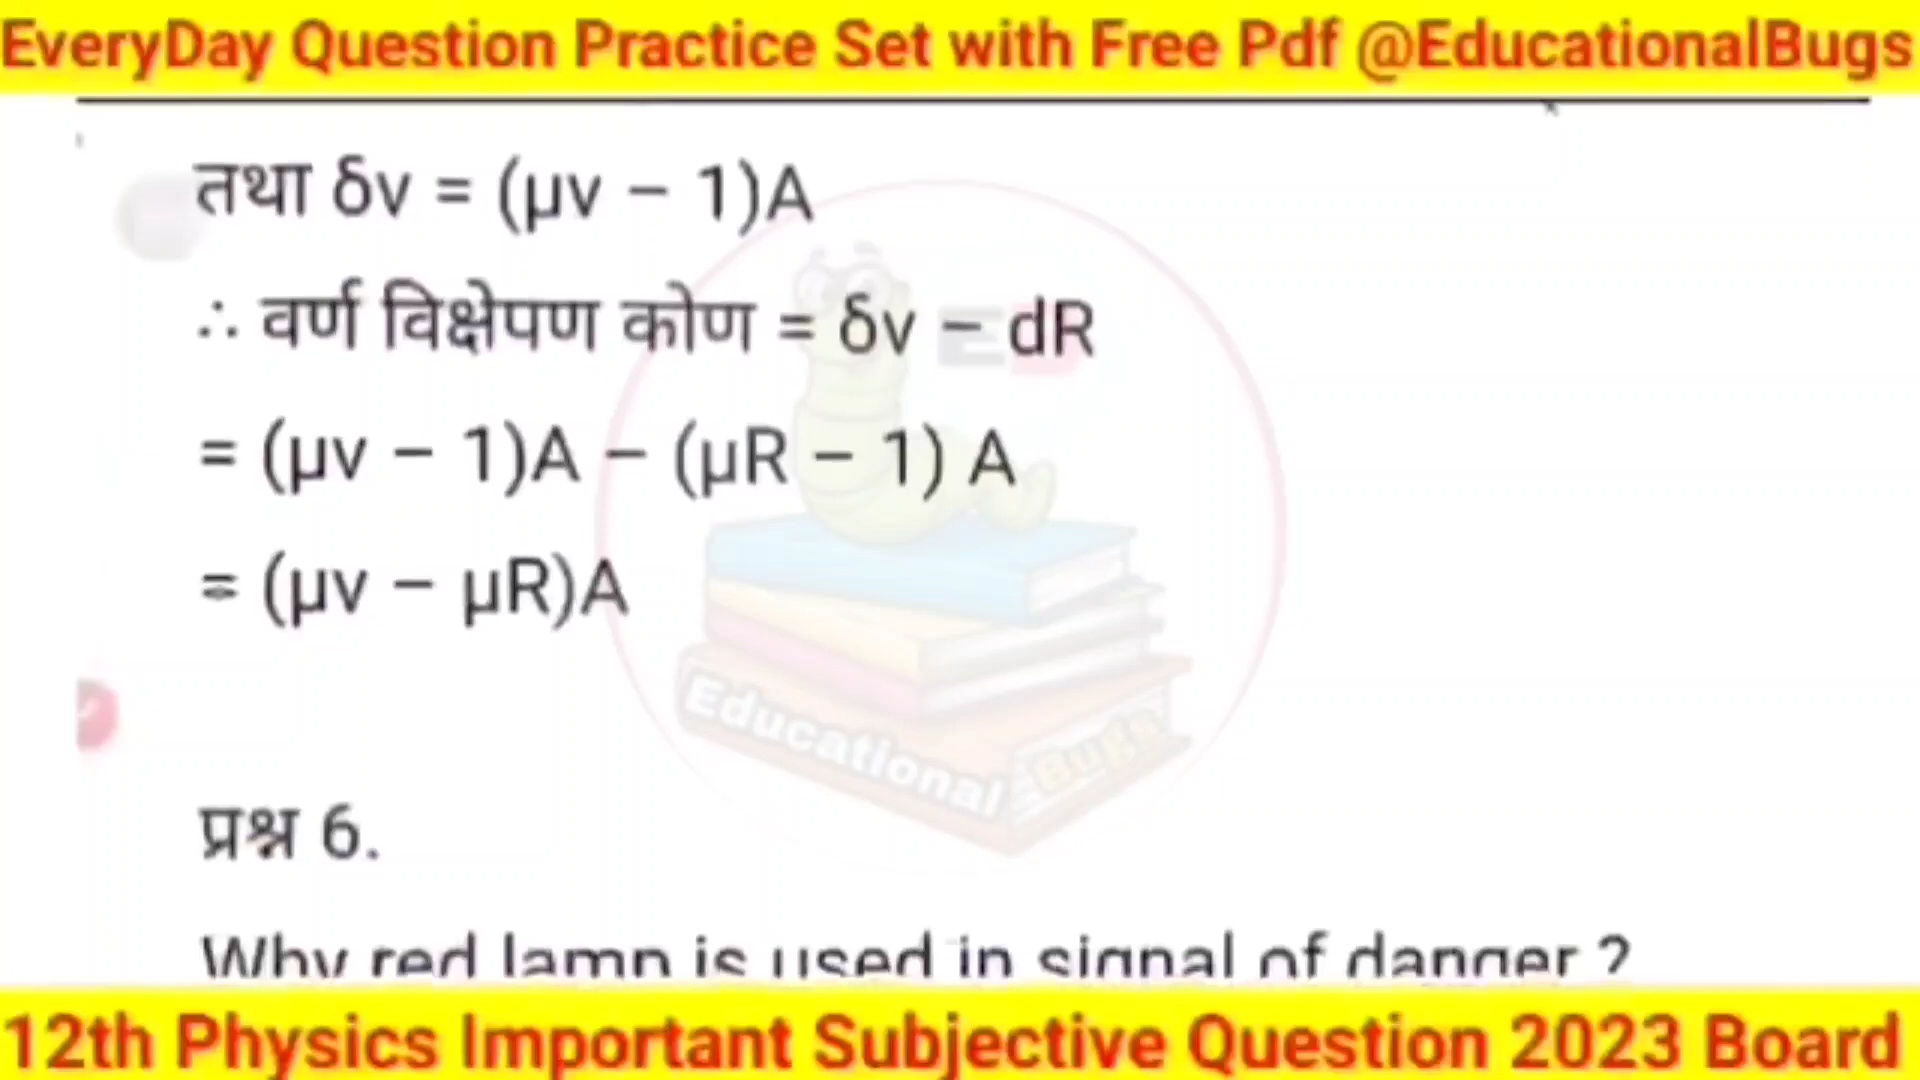 EveryDay Question Practice Set with Free Pdf @EducationalBugs
तथा δv = (μv − 1)A
∴ वर्ण विक्षेपण कोण = δv − dR
= (μv − 1)A − (μR − 1) A
= (μv − μR)A
Educational Bugs
प्रश्न 6.
Why red lamp is used in signal of danger ?
12th Physics Important Subjective Question 2023 Board